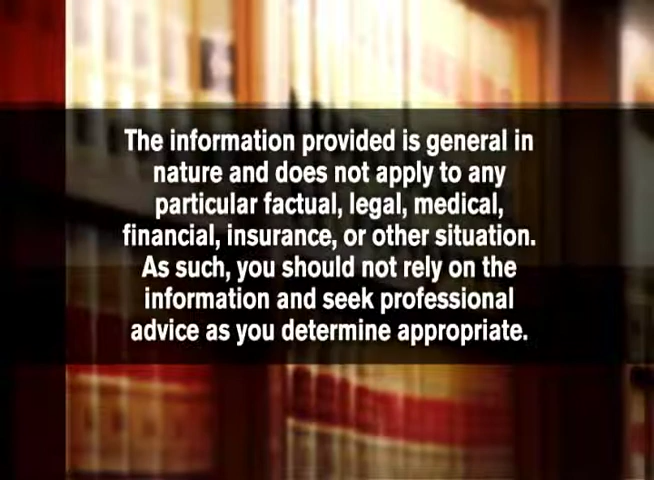 The information provided is general in
nature and does not apply to any
particular factual, legal, medical,
financial, insurance, or other situation.
As such, you should not rely on the
information and seek professional
advice as you determine appropriate.